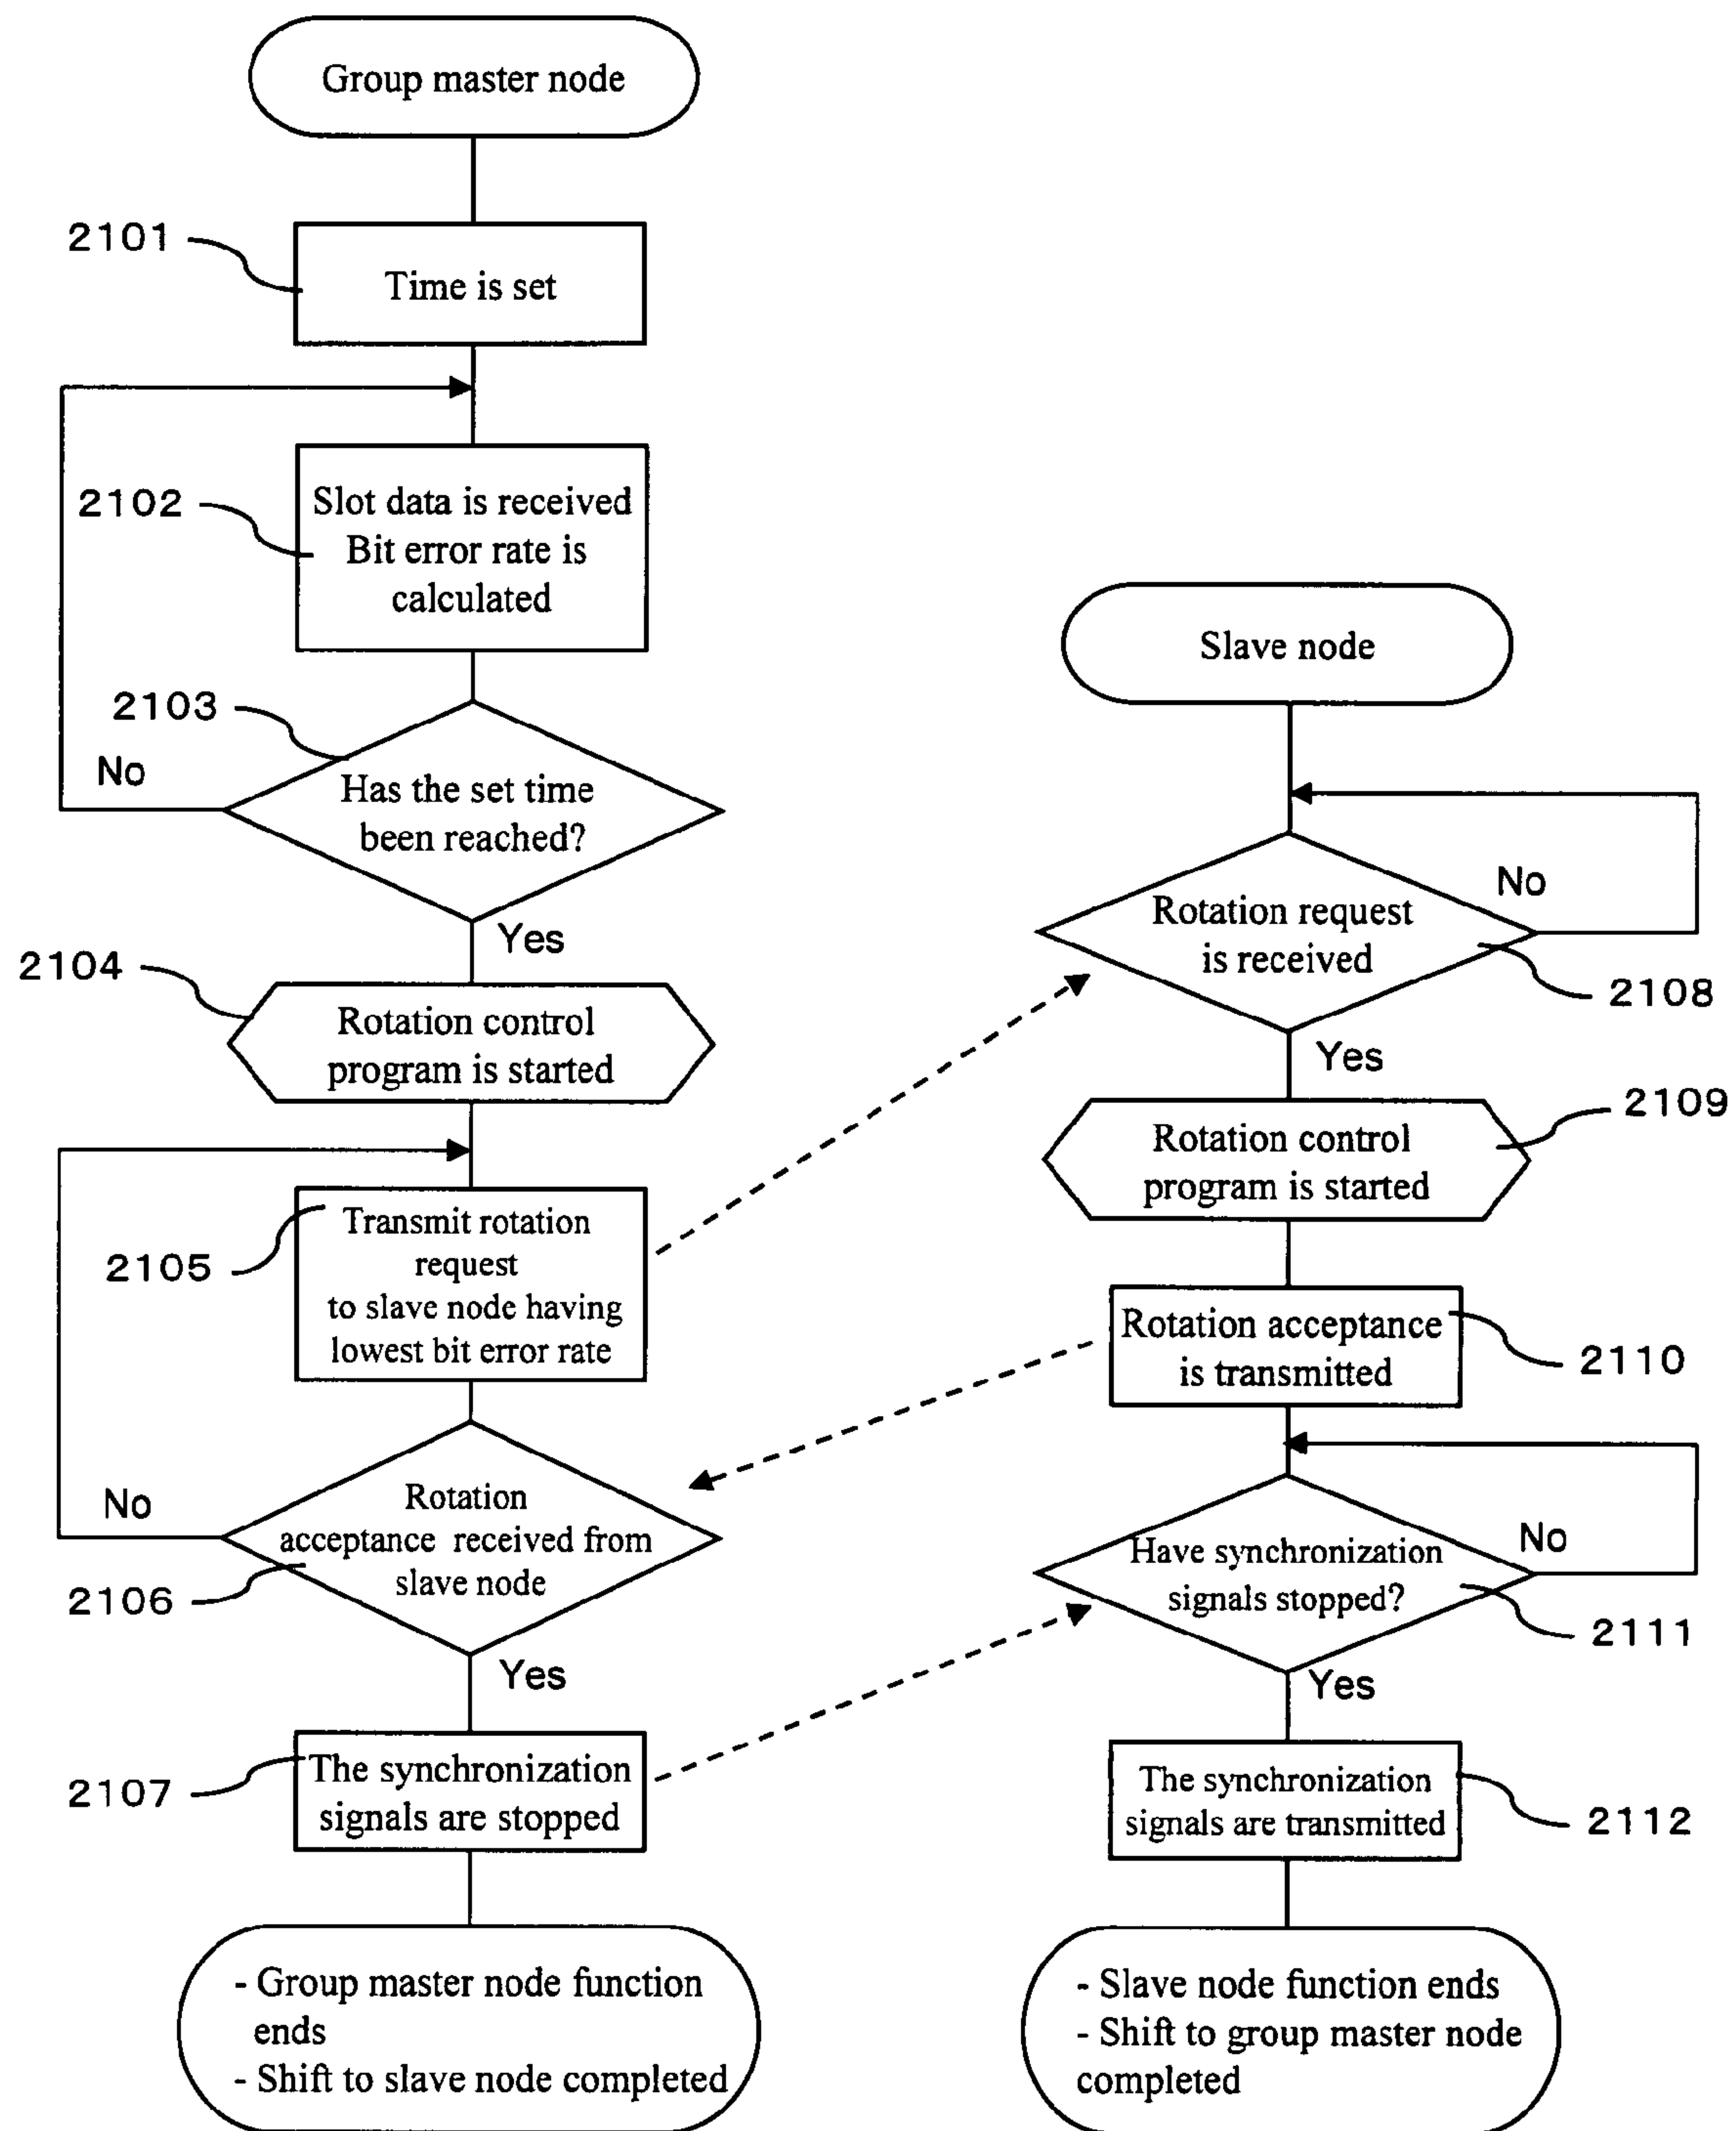 Group master node
2101
Time is set
2102
Slot data is received
Bit error rate is
calculated
2103
No
Has the set time
been reached?
Yes
2104
Rotation control
program is started
2105
Transmit rotation
request
to slave node having
lowest bit error rate
No
Rotation
acceptance received from
slave node
2106
Yes
2107
The synchronization
signals are stopped
- Group master node function
ends
- Shift to slave node completed
Slave node
No
Rotation request
is received
2108
Yes
2109
Rotation control
program is started
Rotation acceptance
is transmitted
2110
No
Have synchronization
signals stopped?
2111
Yes
The synchronization
signals are transmitted
2112
- Slave node function ends
- Shift to group master node
completed